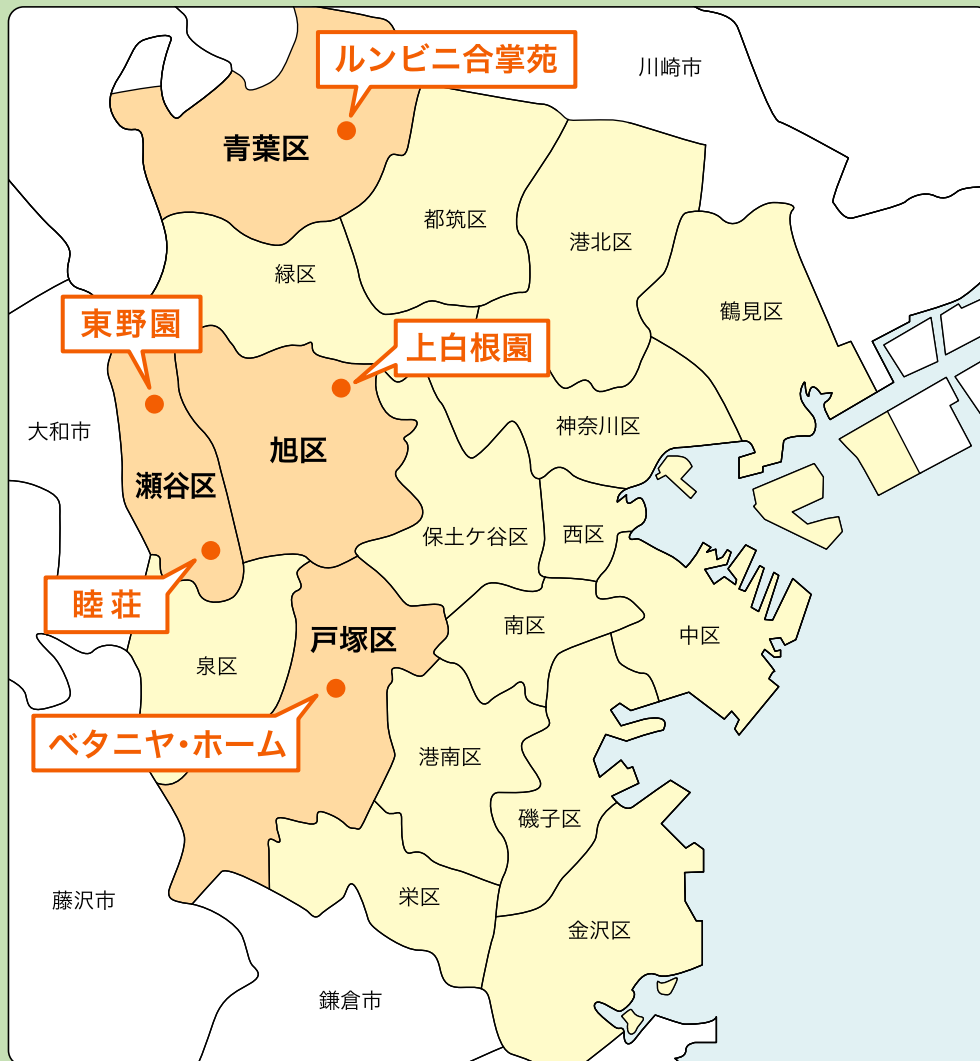 ルンビニ合掌苑
川崎市
青葉区
都筑区
港北区
緑区
鶴見区
東野園
上白根園
大和市
神奈川区
旭区
瀬谷区
保土ケ谷区
西区
睦荘
南区
中区
戸塚区
泉区
ベタニヤ・ホーム
港南区
磯子区
藤沢市
栄区
金沢区
鎌倉市